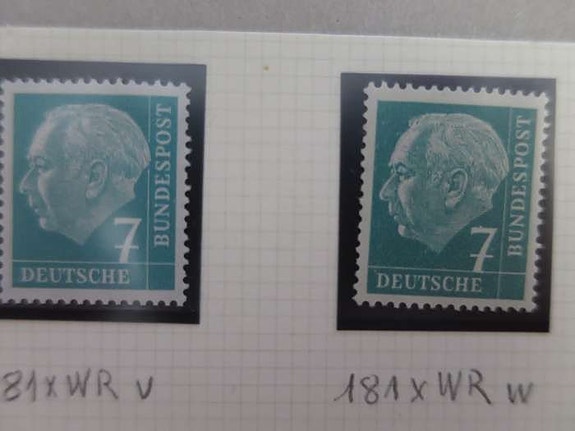 BUNDESPOST
7
DEUTSCHE
BUNDESPOST
7
DEUTSCHE
81xWR v
181xWR w